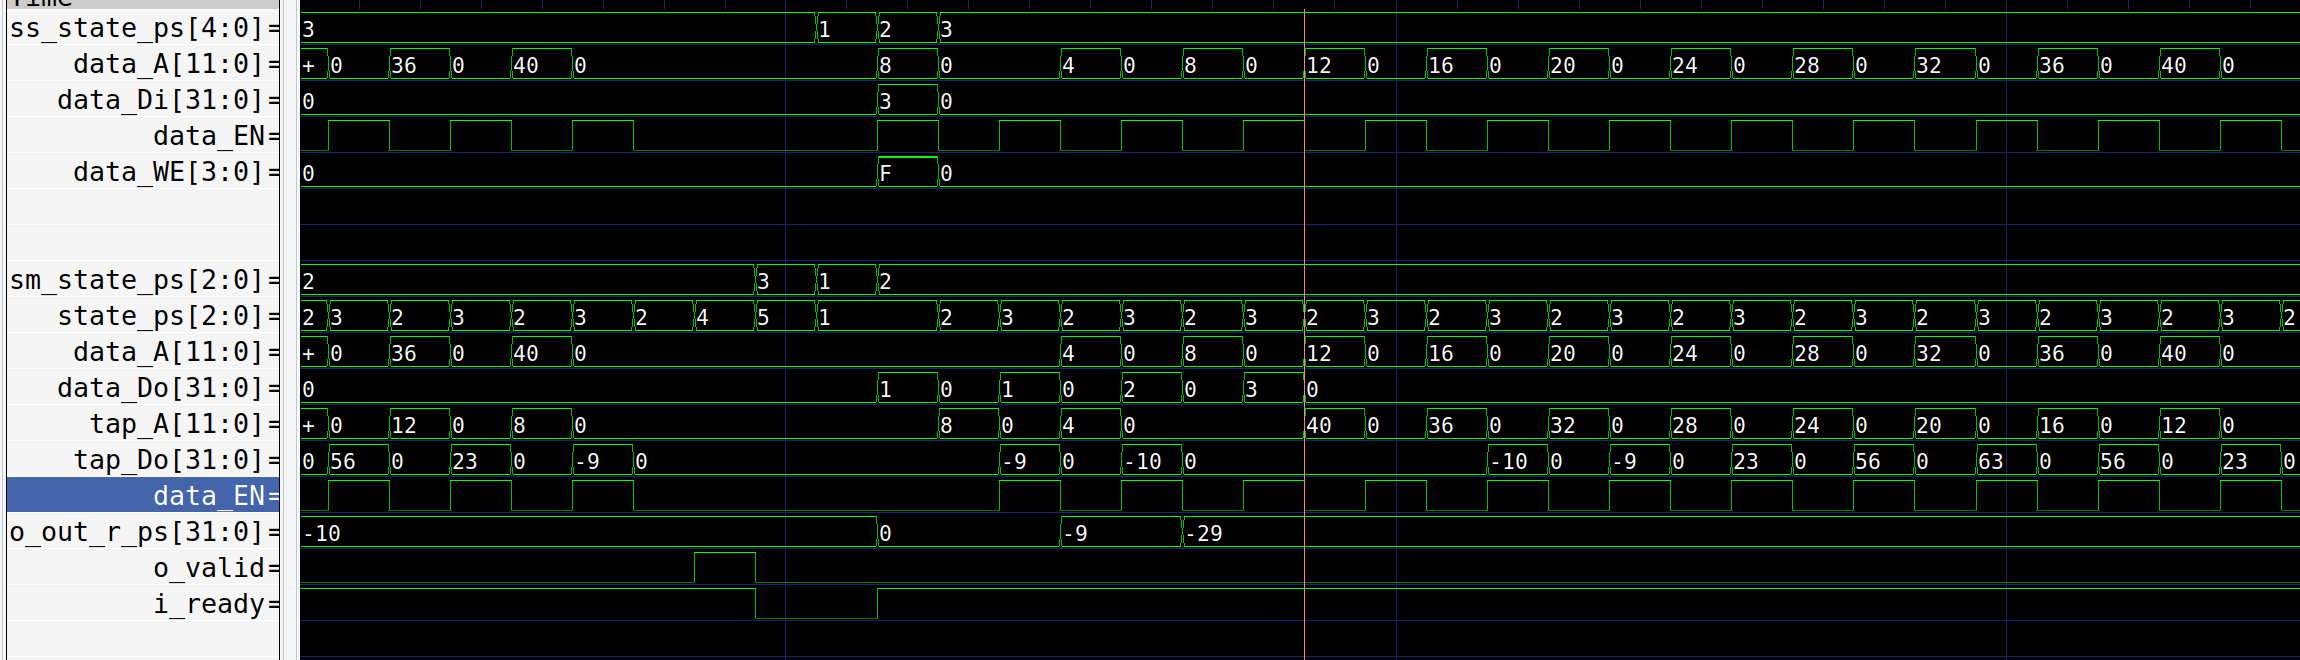 Time
ss_state_ps[4:0]= 3 1 2 3
data_A[11:0]= + 0 36 0 40 0 8 0 4 0 8 0 12 0 16 0 20 0 24 0 28 0 32 0 36 0 40 0
data_Di[31:0]= 0 3 0
data_EN=
data_WE[3:0]= 0 F 0
sm_state_ps[2:0]= 2 3 1 2
state_ps[2:0]= 2 3 2 3 2 3 2 4 5 1 2 3 2 3 2 3 2 3 2 3 2 3 2 3 2 3 2 3 2 3 2 3 2
data_A[11:0]= + 0 36 0 40 0 4 0 8 0 12 0 16 0 20 0 24 0 28 0 32 0 36 0 40 0
data_Do[31:0]= 0 1 0 1 0 2 0 3 0
tap_A[11:0]= + 0 12 0 8 0 8 0 4 0 40 0 36 0 32 0 28 0 24 0 20 0 16 0 12 0
tap_Do[31:0]= 0 56 0 23 0 -9 0 -9 0 -10 0 -10 0 -9 0 23 0 56 0 63 0 56 0 23 0
data_EN=
o_out_r_ps[31:0]= -10 0 -9 -29
o_valid=
i_ready=